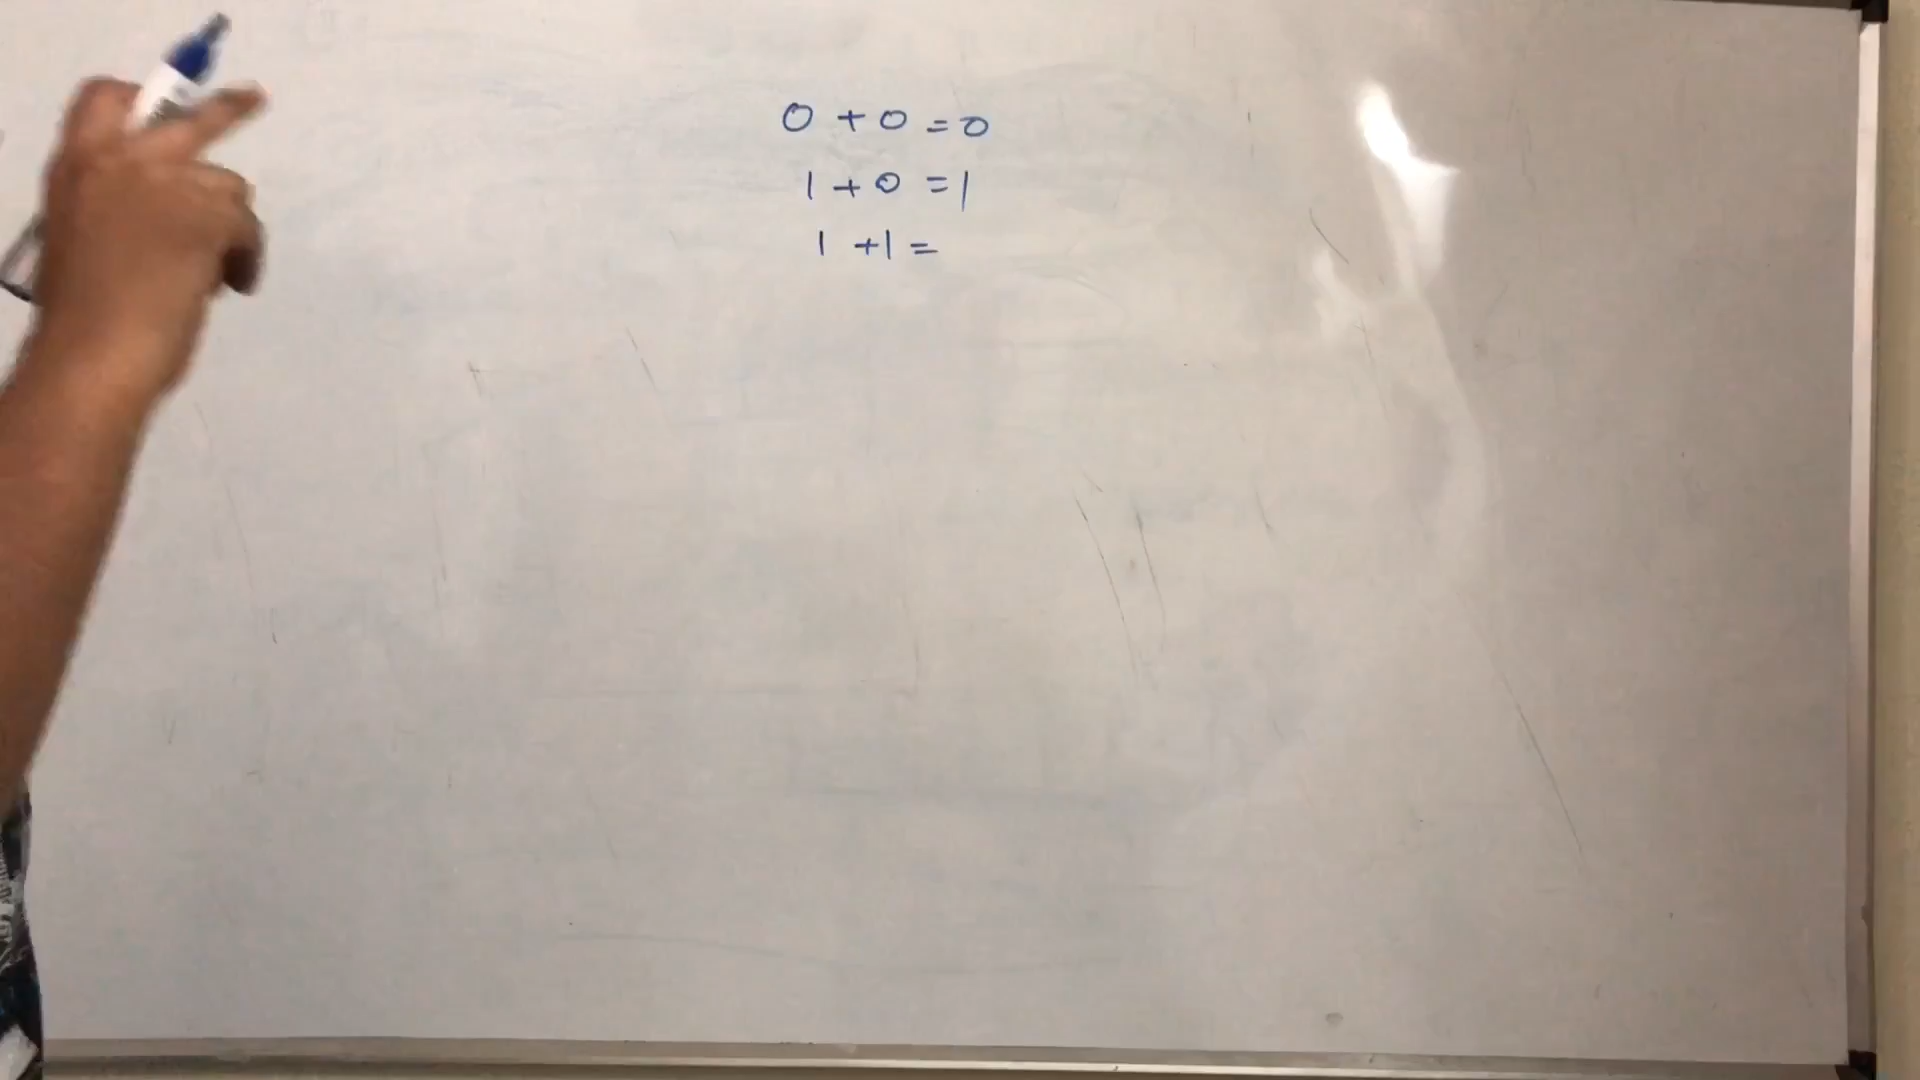 0 + 0 = 0
1 + 0 = 1
1 + 1 =